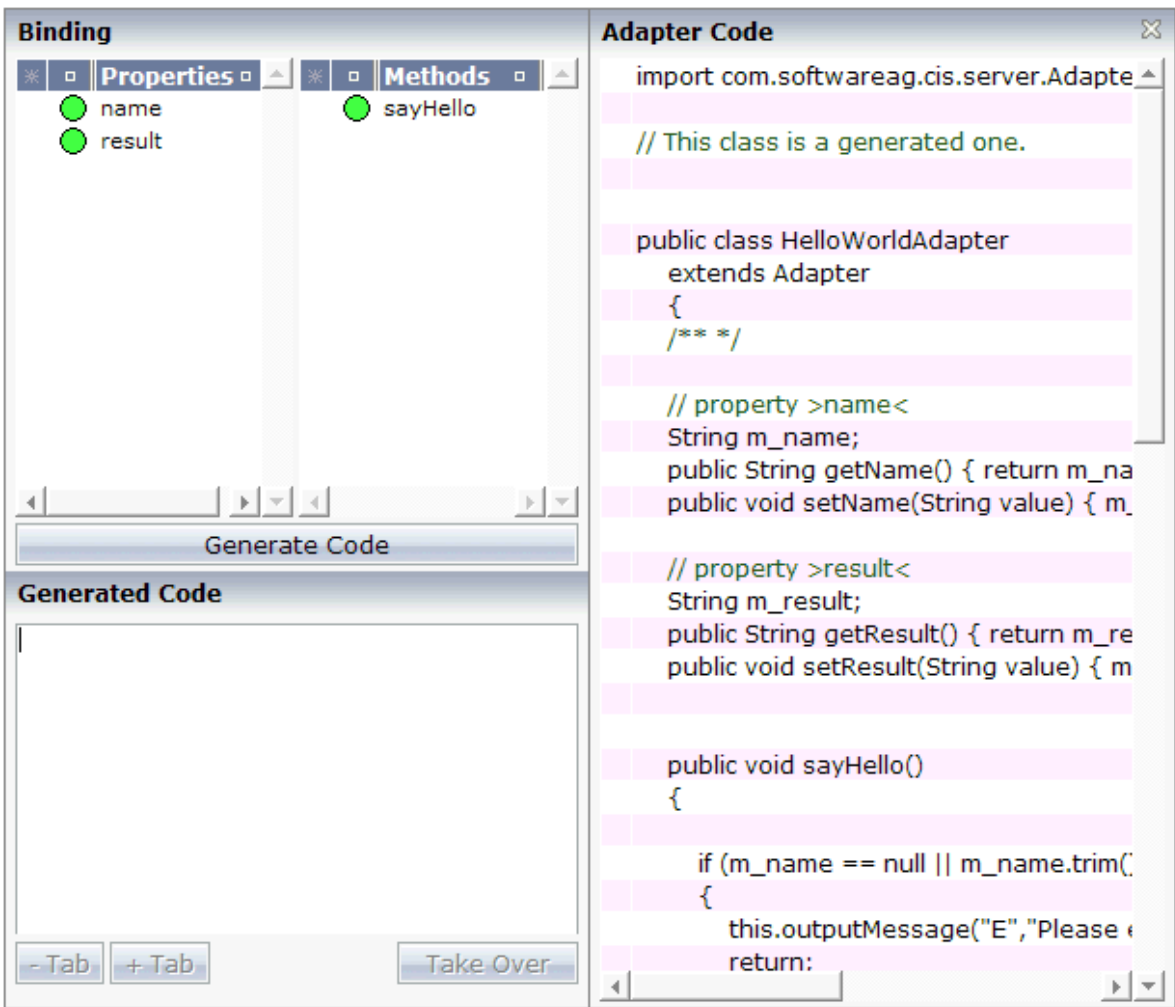 Binding
Properties
Methods
name
sayHello
result
Generate Code
Generated Code
- Tab
+ Tab
Take Over
Adapter Code
import com.softwareag.cis.server.Adapte
// This class is a generated one.
public class HelloWorldAdapter
extends Adapter
{
/** */
// property >name<
String m_name;
public String getName() { return m_na
public void setName(String value) { m_
// property >result<
String m_result;
public String getResult() { return m_re
public void setResult(String value) { m
public void sayHello()
{
if (m_name == null || m_name.trim()
{
this.outputMessage("E","Please e
return;